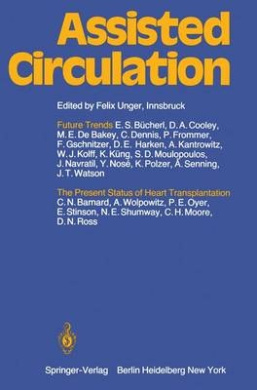 Assisted
Circulation
Edited by Felix Unger, Innsbruck
Future Trends E. S. Bücherl, D. A. Cooley,
M. E. De Bakey, C. Dennis, P. Frommer,
F. Gschnitzer, D. E. Harken, A. Kantrowitz,
W. J. Kolff, K. Küng, S. D. Moulopoulos,
J. Navratil, Y. Nosé, K. Polzer, Å. Senning,
J. T. Watson
The Present Status of Heart Transplantation
C. N. Barnard, A. Wolpowitz, P. E. Oyer,
E. Stinson, N. E. Shumway, C. H. Moore,
D. N. Ross
Springer-Verlag Berlin Heidelberg New York